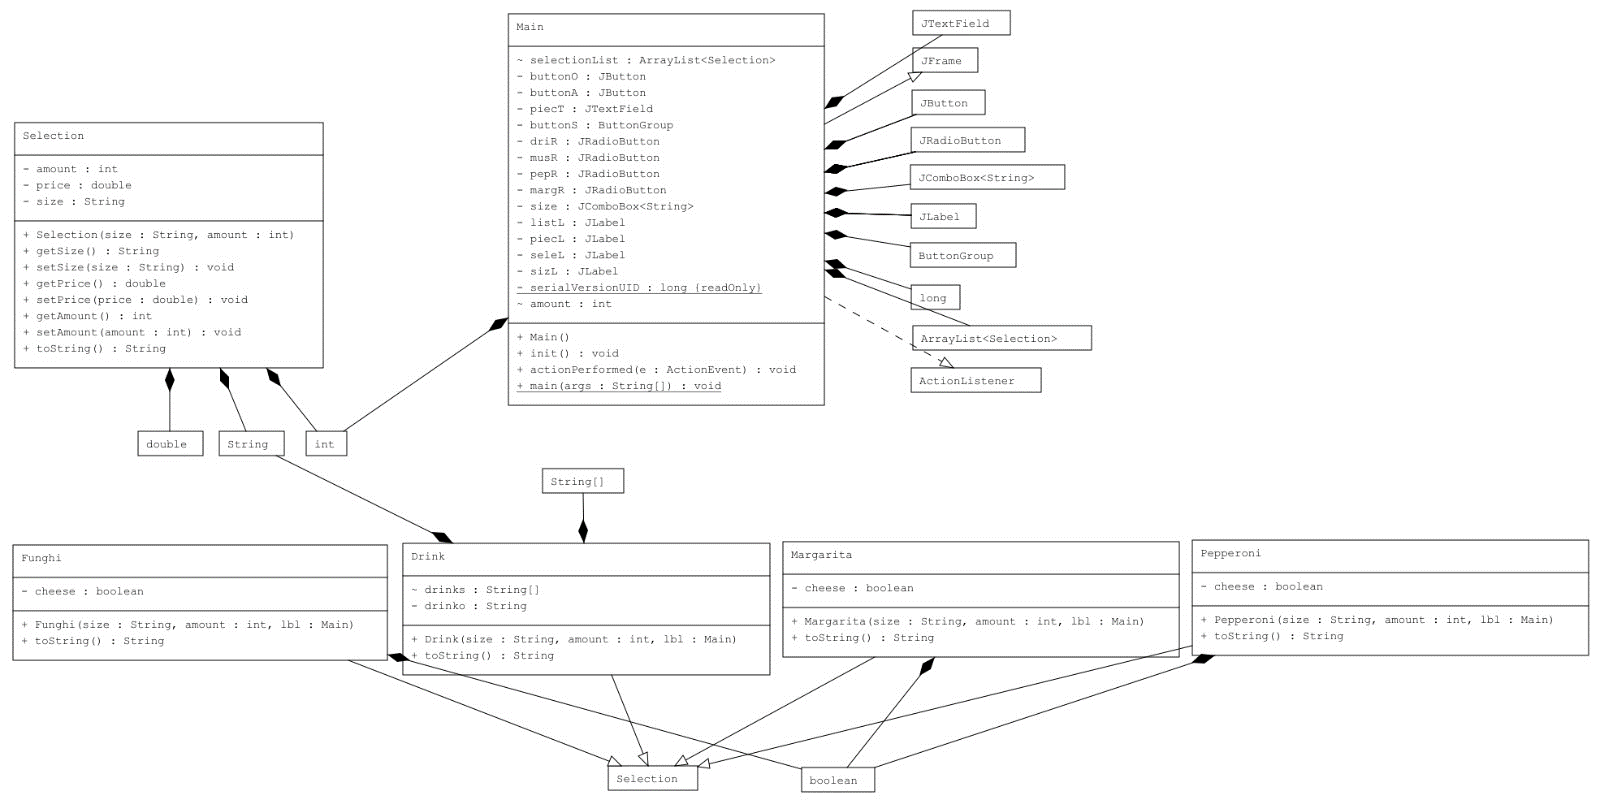 Main
~ selectionList : ArrayList<Selection>
- buttonO : JButton
- buttonA : JButton
- piecT : JTextField
- buttonS : ButtonGroup
- driR : JRadioButton
- musR : JRadioButton
- pepR : JRadioButton
- margR : JRadioButton
- size : JComboBox<String>
- listL : JLabel
- piecL : JLabel
- seleL : JLabel
- sizL : JLabel
- serialVersionUID : long {readOnly}
~ amount : int
+ Main()
+ init() : void
+ actionPerformed(e : ActionEvent) : void
+ main(args : String[]) : void
JTextField
JFrame
JButton
JRadioButton
JComboBox<String>
JLabel
ButtonGroup
long
ArrayList<Selection>
ActionListener
Selection
- amount : int
- price : double
- size : String
+ Selection(size : String, amount : int)
+ getSize() : String
+ setSize(size : String) : void
+ getPrice() : double
+ setPrice(price : double) : void
+ getAmount() : int
+ setAmount(amount : int) : void
+ toString() : String
double
String
int
String[]
Funghi
- cheese : boolean
+ Funghi(size : String, amount : int, lbl : Main)
+ toString() : String
Drink
~ drinks : String[]
- drinko : String
+ Drink(size : String, amount : int, lbl : Main)
+ toString() : String
Margarita
- cheese : boolean
+ Margarita(size : String, amount : int, lbl : Main)
+ toString() : String
Pepperoni
- cheese : boolean
+ Pepperoni(size : String, amount : int, lbl : Main)
+ toString() : String
Selection
boolean